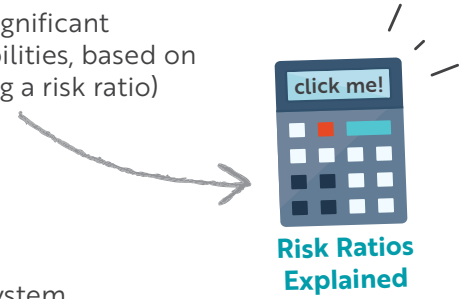 gnificant
bilities, based on
g a risk ratio)
click me!
Risk Ratios
Explained
ystem